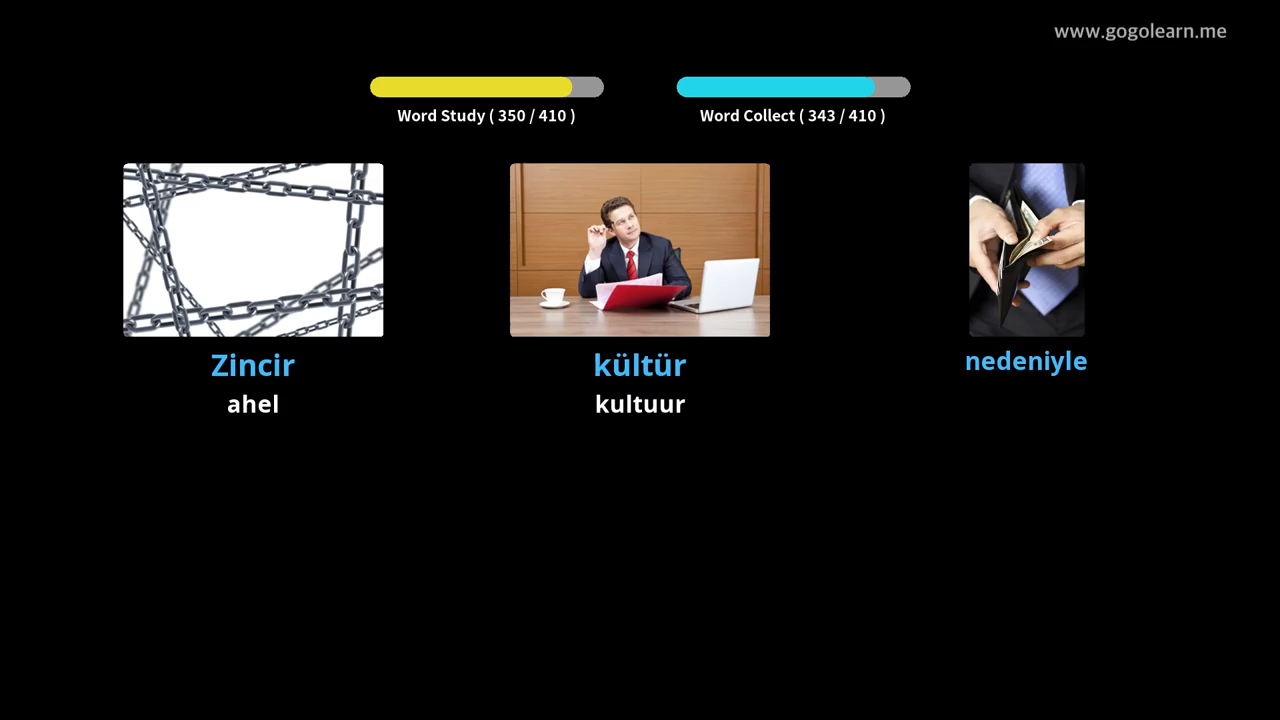 www.gogolearn.me
Word Study ( 350 / 410 )
Word Collect ( 343 / 410 )
Zincir
ahel
kültür
kultuur
nedeniyle